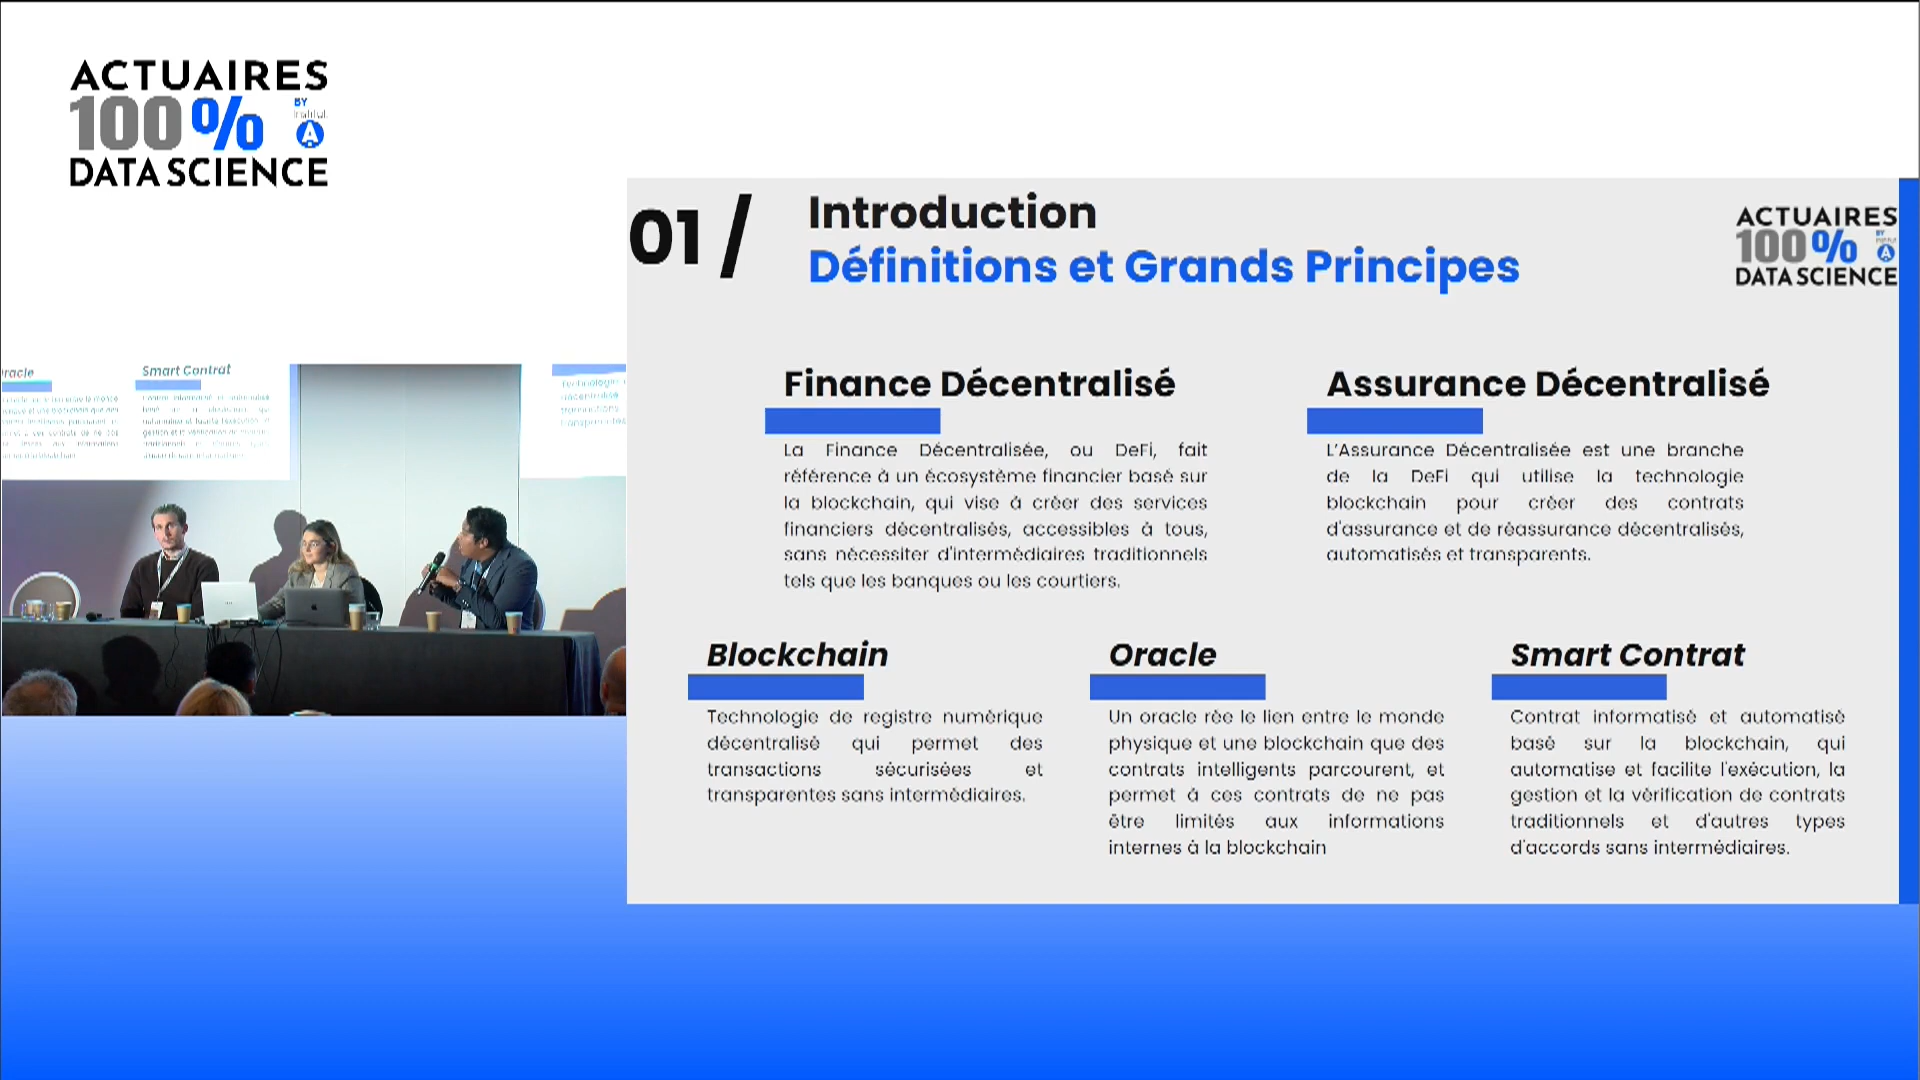 ACTUAIRES
100%
BY
Institut
A
DATA SCIENCE
01 /
Introduction
Définitions et Grands Principes
ACTUAIRES
100%
BY
A
DATA SCIENCE
Finance Décentralisé
La Finance Décentralisée, ou DeFi, fait
référence à un écosystème financier basé sur
la blockchain, qui vise à créer des services
financiers décentralisés, accessibles à tous,
sans nécessiter d'intermédiaires traditionnels
tels que les banques ou les courtiers.
Assurance Décentralisé
L'Assurance Décentralisée est une branche
de la DeFi qui utilise la technologie
blockchain pour créer des contrats
d'assurance et de réassurance décentralisés,
automatisés et transparents.
Blockchain
Technologie de registre numérique
décentralisé qui permet des
transactions sécurisées et
transparentes sans intermédiaires.
Oracle
Un oracle rée le lien entre le monde
physique et une blockchain que des
contrats intelligents parcourent, et
permet à ces contrats de ne pas
être limités aux informations
internes à la blockchain
Smart Contrat
Contrat informatisé et automatisé
basé sur la blockchain, qui
automatise et facilite l'exécution, la
gestion et la vérification de contrats
traditionnels et d'autres types
d'accords sans intermédiaires.
Smart Contrat